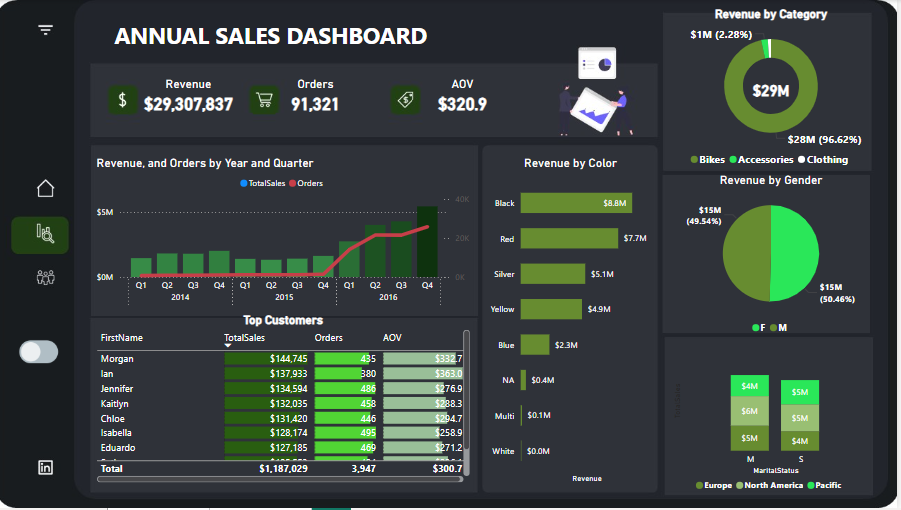 ANNUAL SALES DASHBOARD
Revenue
$29,307,837
Orders
91,321
AOV
$320.9
Revenue, and Orders by Year and Quarter
TotalSales Orders
$5M
$0M
40K
20K
0K
Q1 Q2 Q3 Q4 Q1 Q2 Q3 Q4 Q1 Q2 Q3 Q4
2014 2015 2016
Top Customers
FirstName TotalSales Orders AOV
Morgan $144,745 435 $332.7
Ian $137,933 380 $363.0
Jennifer $134,594 486 $276.9
Kaitlyn $132,035 458 $288.3
Chloe $131,420 446 $294.7
Isabella $128,174 495 $258.9
Eduardo $127,185 469 $271.2
Total $1,187,029 3,947 $300.7
Revenue by Color
Black $8.8M
Red $7.7M
Silver $5.1M
Yellow $4.9M
Blue $2.3M
NA $0.4M
Multi $0.1M
White $0.0M
Revenue
Revenue by Category
$1M (2.28%)
$29M
$28M (96.62%)
Bikes Accessories Clothing
Revenue by Gender
$15M
(49.54%)
$15M
(50.46%)
F M
$4M
$6M
$5M
$5M
$5M
$4M
M S
MaritalStatus
Europe North America Pacific
in